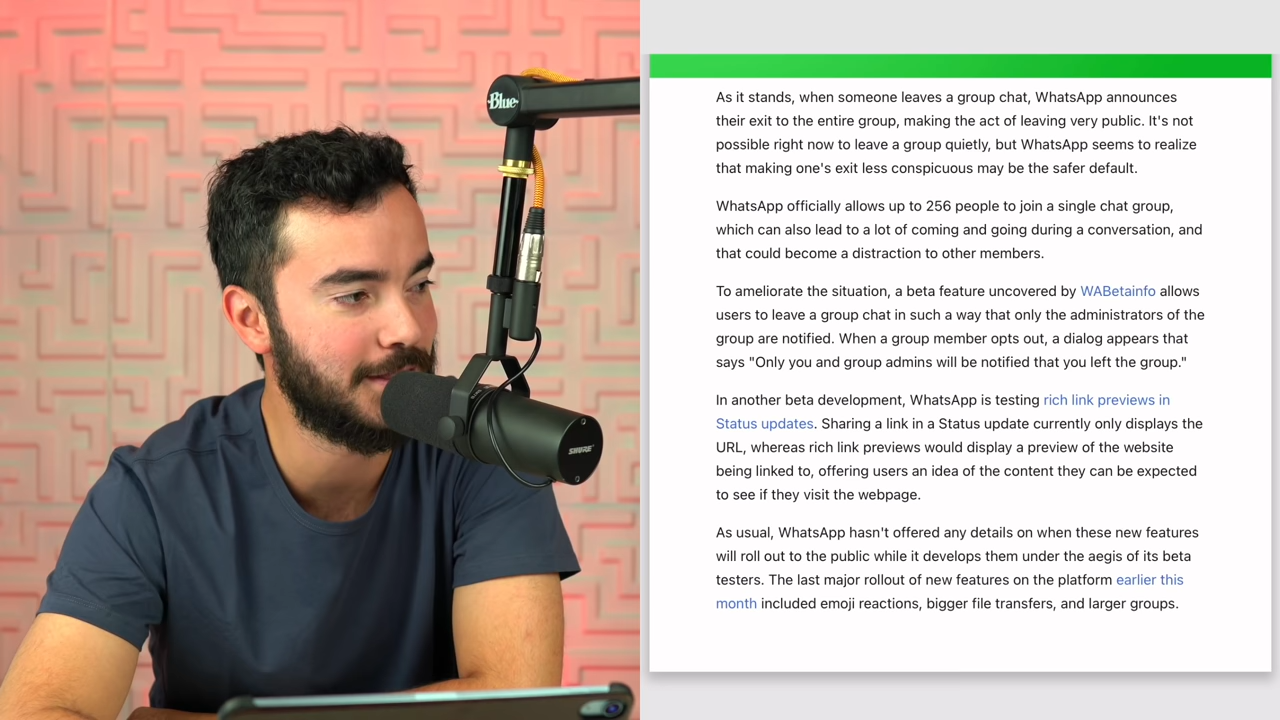 Blue
SHURE
As it stands, when someone leaves a group chat, WhatsApp announces
their exit to the entire group, making the act of leaving very public. It's not
possible right now to leave a group quietly, but WhatsApp seems to realize
that making one's exit less conspicuous may be the safer default.
WhatsApp officially allows up to 256 people to join a single chat group,
which can also lead to a lot of coming and going during a conversation, and
that could become a distraction to other members.
To ameliorate the situation, a beta feature uncovered by WABetainfo allows
users to leave a group chat in such a way that only the administrators of the
group are notified. When a group member opts out, a dialog appears that
says "Only you and group admins will be notified that you left the group."
In another beta development, WhatsApp is testing rich link previews in
Status updates. Sharing a link in a Status update currently only displays the
URL, whereas rich link previews would display a preview of the website
being linked to, offering users an idea of the content they can be expected
to see if they visit the webpage.
As usual, WhatsApp hasn't offered any details on when these new features
will roll out to the public while it develops them under the aegis of its beta
testers. The last major rollout of new features on the platform earlier this
month included emoji reactions, bigger file transfers, and larger groups.